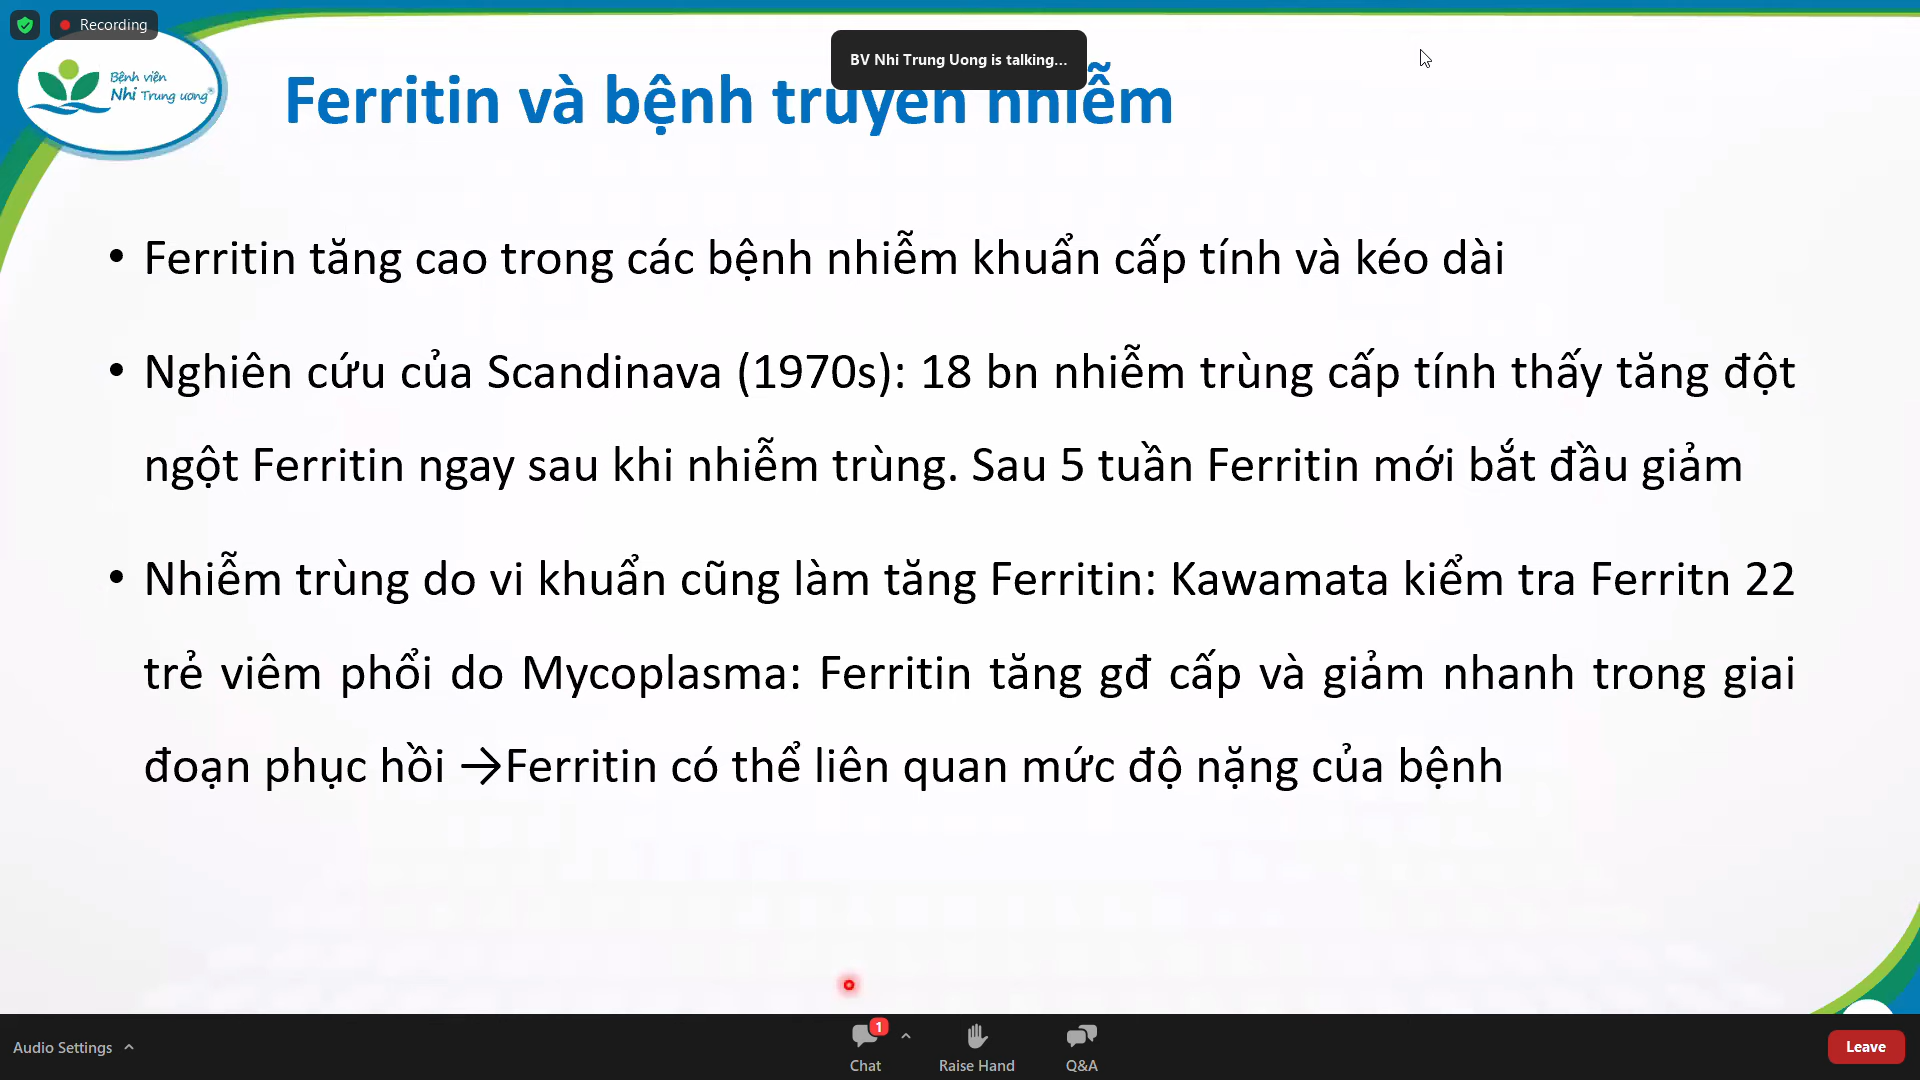 Recording
BV Nhi Trung Uong is talking...
Bệnh viện
Nhi Trung ương
Ferritin và bệnh truyền nhiễm
• Ferritin tăng cao trong các bệnh nhiễm khuẩn cấp tính và kéo dài
• Nghiên cứu của Scandinava (1970s): 18 bn nhiễm trùng cấp tính thấy tăng đột
ngột Ferritin ngay sau khi nhiễm trùng. Sau 5 tuần Ferritin mới bắt đầu giảm
• Nhiễm trùng do vi khuẩn cũng làm tăng Ferritin: Kawamata kiểm tra Ferritn 22
trẻ viêm phổi do Mycoplasma: Ferritin tăng gđ cấp và giảm nhanh trong giai
đoạn phục hồi →Ferritin có thể liên quan mức độ nặng của bệnh
Audio Settings
1
Chat
Raise Hand
Q&A
Leave